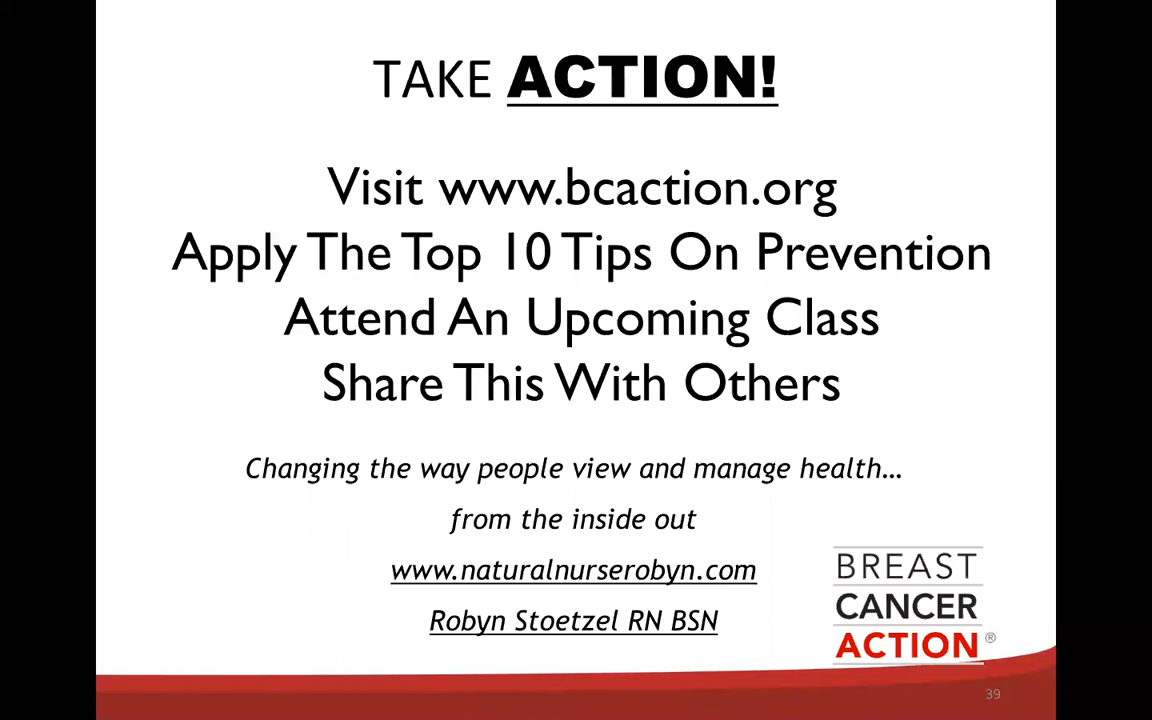 TAKE ACTION!
Visit www.bcaction.org
Apply The Top 10 Tips On Prevention
Attend An Upcoming Class
Share This With Others
Changing the way people view and manage health…
from the inside out
www.naturalnurserobyn.com
Robyn Stoetzel RN BSN
BREAST
CANCER
ACTION®
39